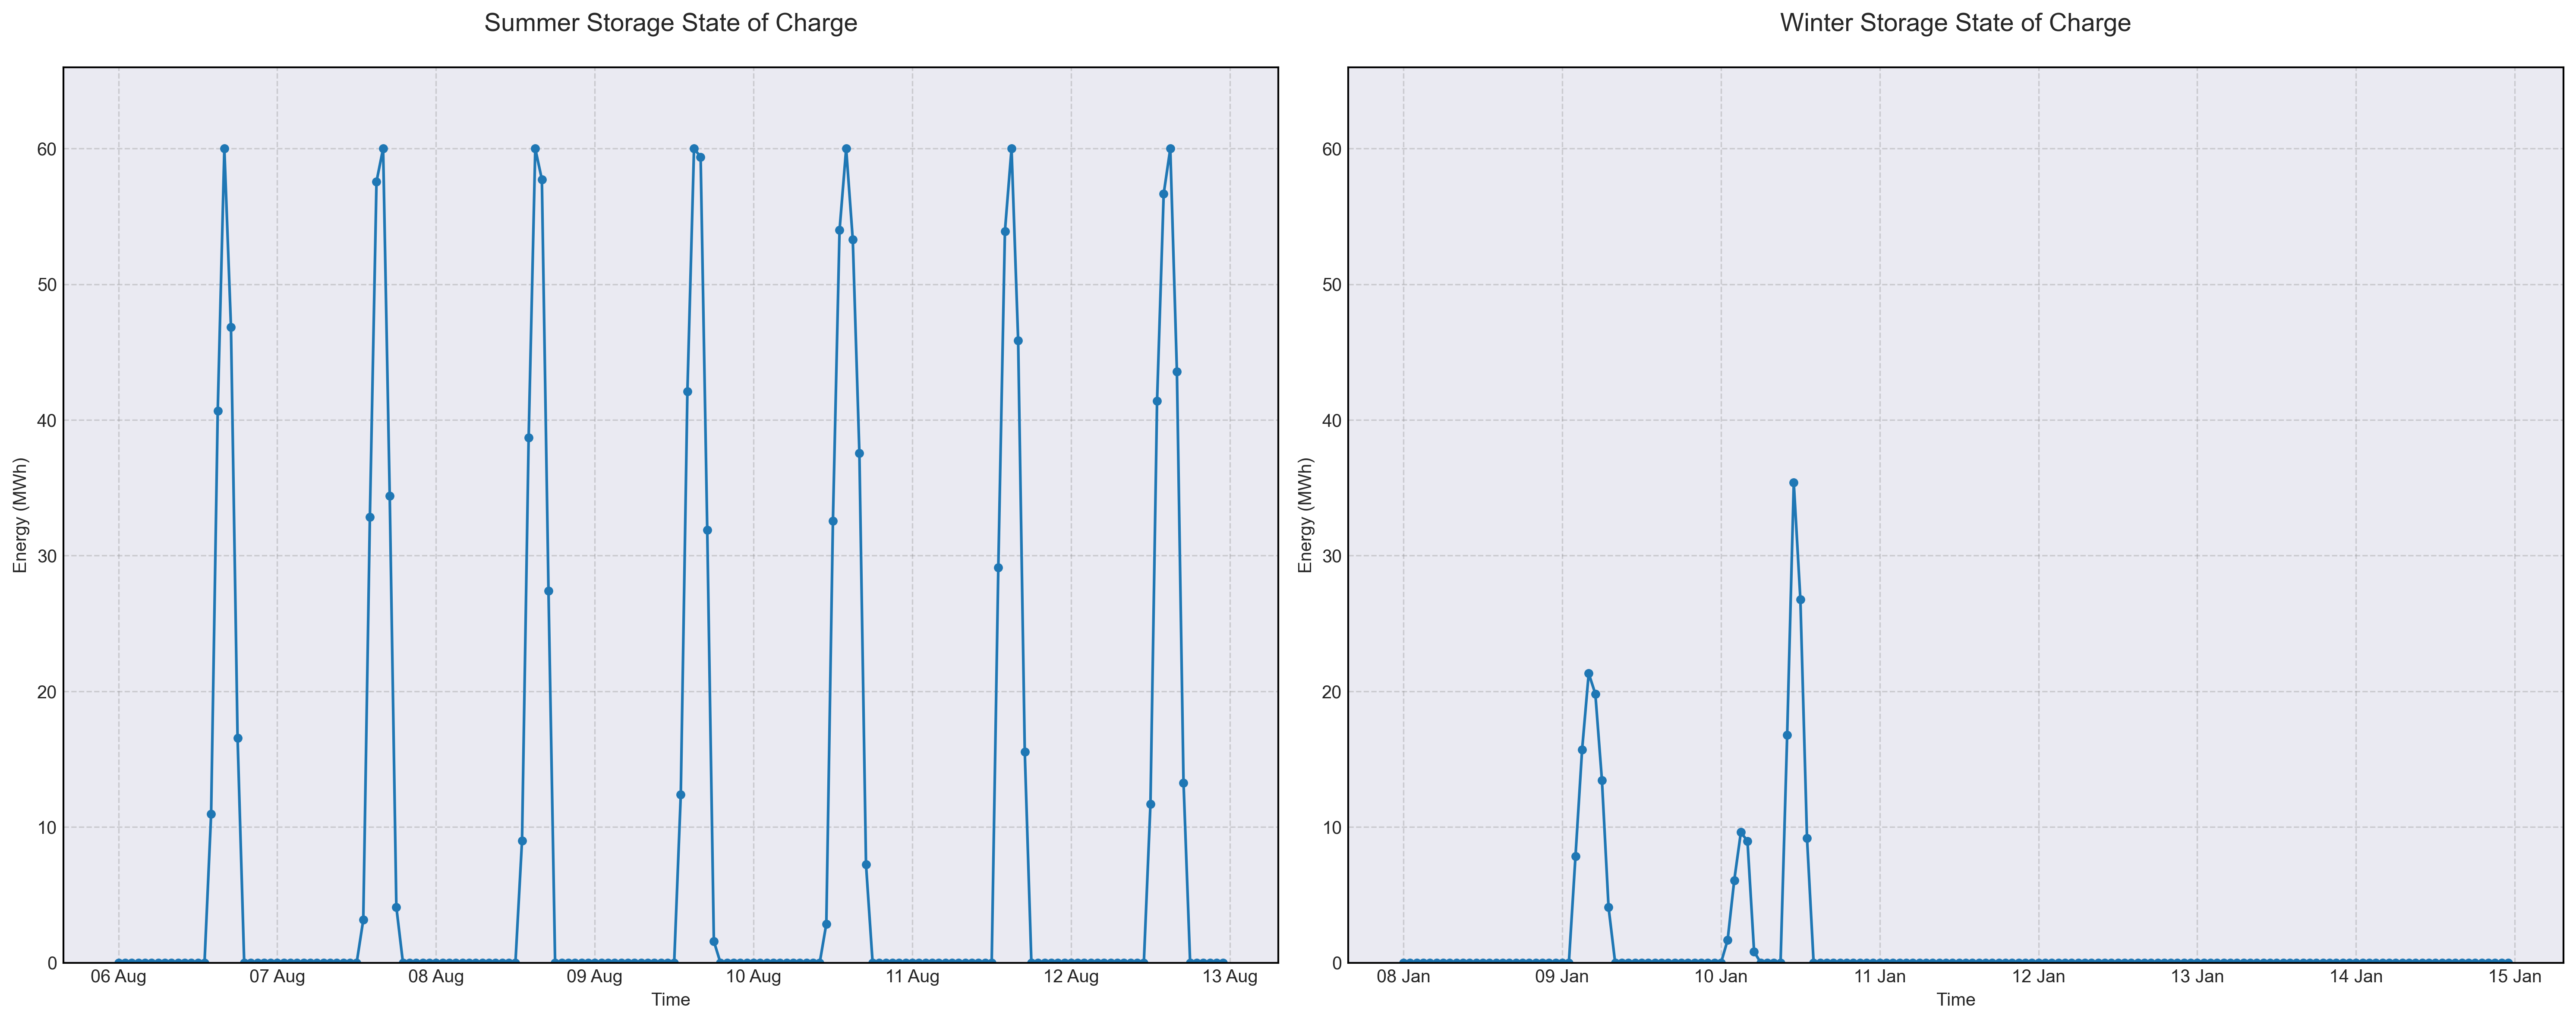 Summer Storage State of Charge
60
50
40
30
20
10
0
Energy (MWh)
06 Aug 07 Aug 08 Aug 09 Aug 10 Aug 11 Aug 12 Aug 13 Aug
Time
Winter Storage State of Charge
60
50
40
30
20
10
0
Energy (MWh)
08 Jan 09 Jan 10 Jan 11 Jan 12 Jan 13 Jan 14 Jan 15 Jan
Time